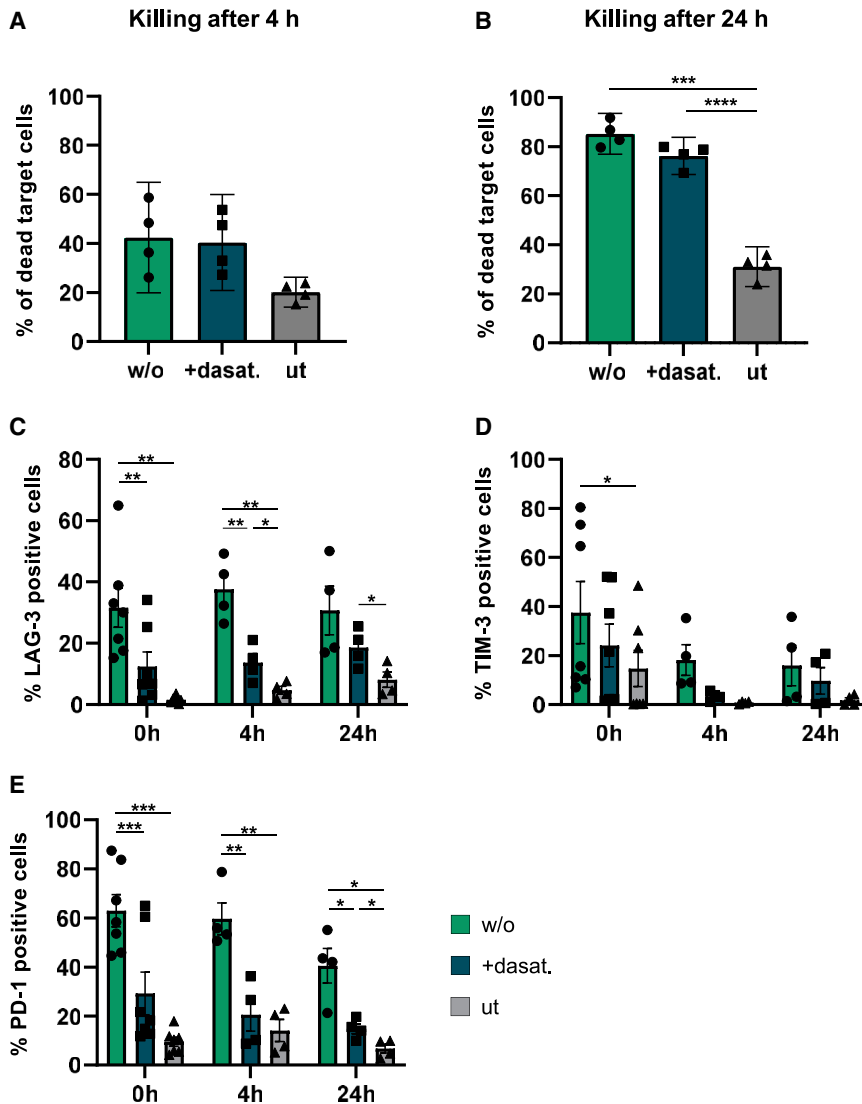 A
Killing after 4 h
% of dead target cells
100
80
60
40
20
0
w/o +dasat. ut
B
Killing after 24 h
% of dead target cells
***
****
100
80
60
40
20
0
w/o +dasat. ut
C
% LAG-3 positive cells
80
60
40
20
0
**
**
**
** *
*
0h 4h 24h
D
% TIM-3 positive cells
100
80
60
40
20
0
*
0h 4h 24h
E
% PD-1 positive cells
100
80
60
40
20
0
***
***
**
**
*
* *
0h 4h 24h
w/o
+dasat.
ut